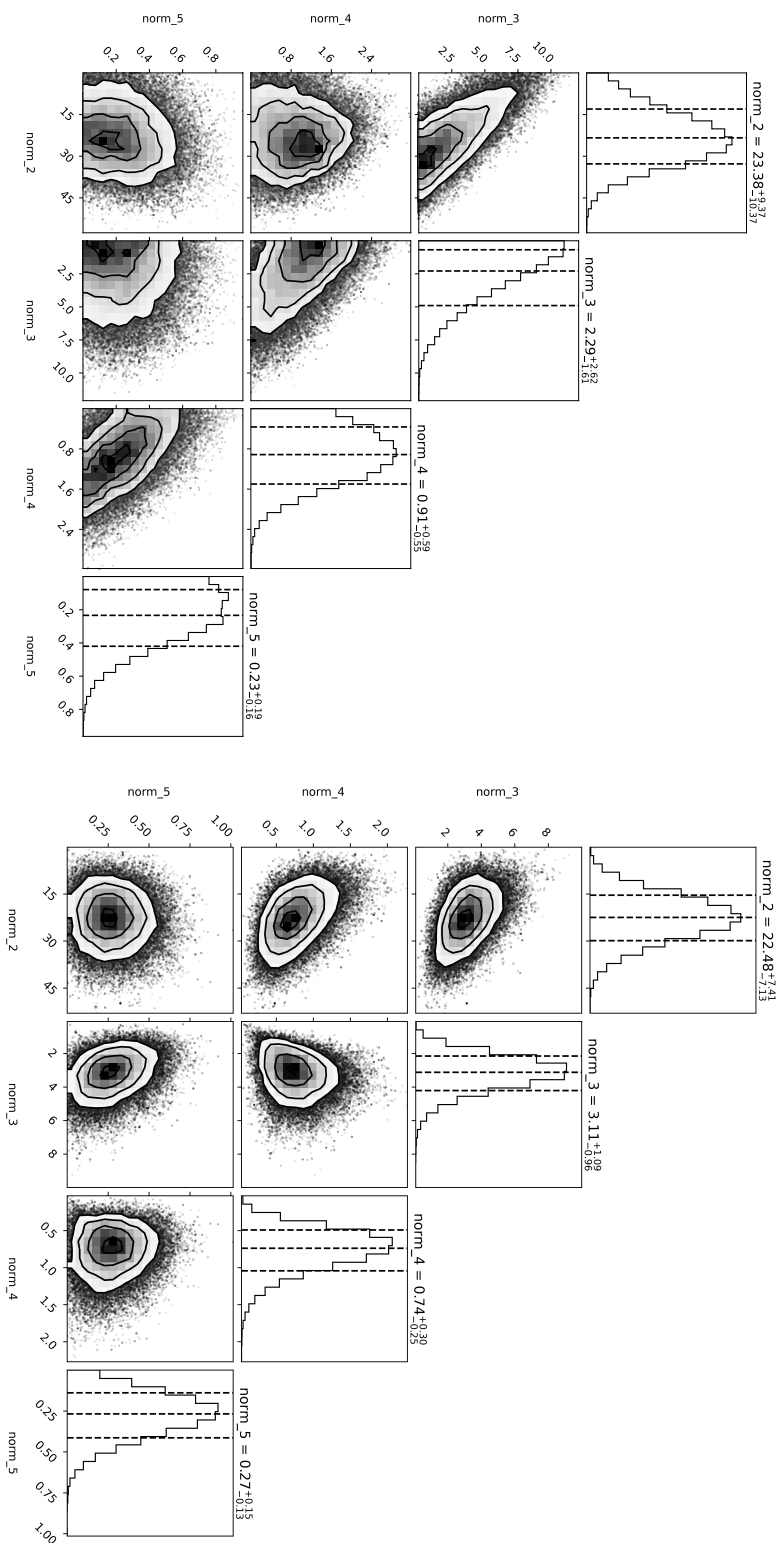 norm_2 = 23.38^{+9.37}_{-10.37}
norm_3
2.5 5.0 7.5 10.0
norm_3 = 2.29^{+2.62}_{-1.61}
norm_4
0.8 1.6 2.4
norm_4 = 0.91^{+0.59}_{-0.55}
norm_5
0.2 0.4 0.6 0.8
norm_5 = 0.23^{+0.19}_{-0.16}
15 30 45
norm_2
2.5 5.0 7.5 10.0
norm_3
0.8 1.6 2.4
norm_4
0.2 0.4 0.6 0.8
norm_5
norm_2 = 22.48^{+7.41}_{-7.13}
norm_3
2 4 6 8
norm_3 = 3.11^{+1.09}_{-0.96}
norm_4
0.5 1.0 1.5 2.0
norm_4 = 0.74^{+0.30}_{-0.25}
norm_5
0.25 0.50 0.75 1.00
norm_5 = 0.27^{+0.15}_{-0.13}
15 30 45
norm_2
2 4 6 8
norm_3
0.5 1.0 1.5 2.0
norm_4
0.25 0.50 0.75 1.00
norm_5